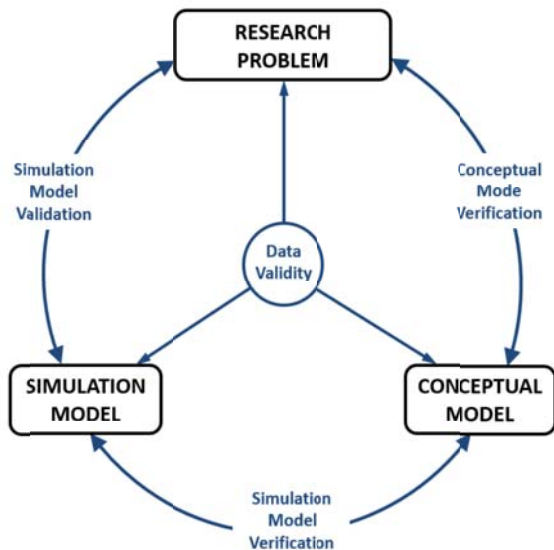 RESEARCH
PROBLEM
Simulation
Model
Validation
Conceptual
Mode
Verification
Data
Validity
SIMULATION
MODEL
CONCEPTUAL
MODEL
Simulation
Model
Verification